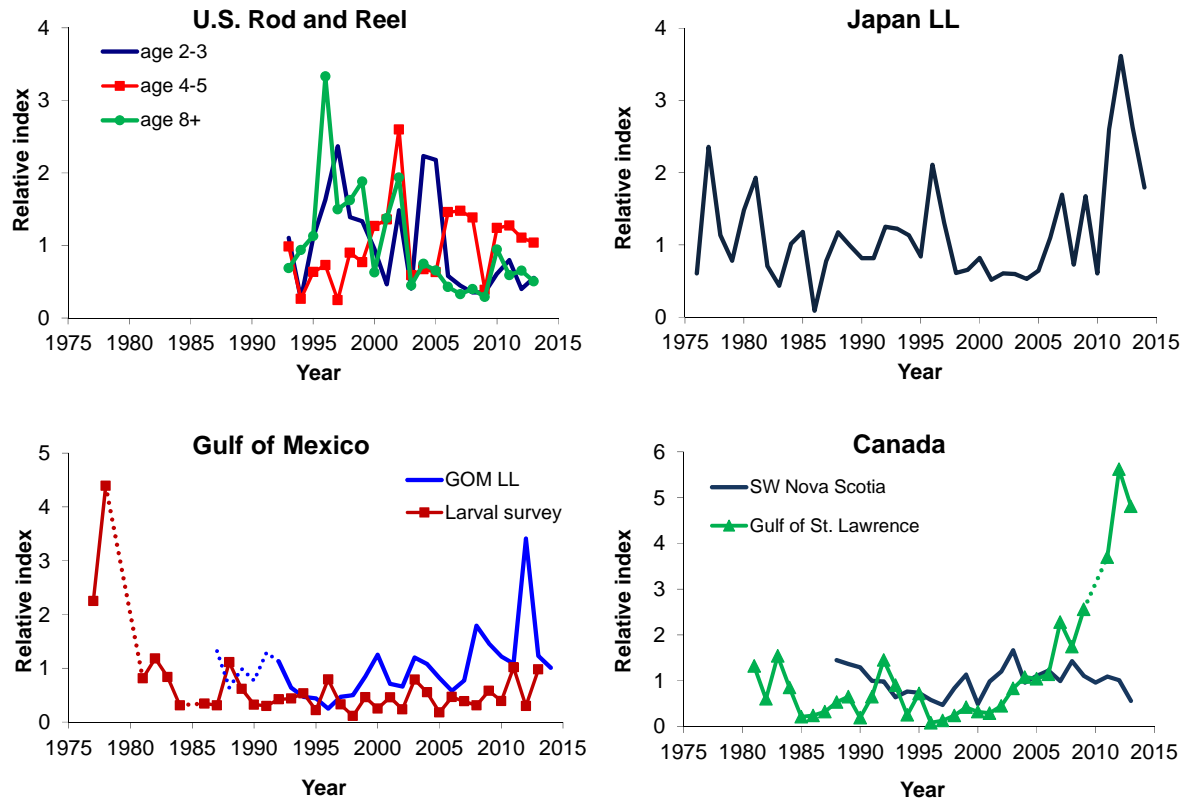 U.S. Rod and Reel
4
3
2
1
0
Relative index
age 2-3
age 4-5
age 8+
1975 1980 1985 1990 1995 2000 2005 2010 2015
Year
Japan LL
4
3
2
1
0
Relative index
1975 1980 1985 1990 1995 2000 2005 2010 2015
Year
Gulf of Mexico
5
4
3
2
1
0
Relative index
GOM LL
Larval survey
1975 1980 1985 1990 1995 2000 2005 2010 2015
Year
Canada
6
5
4
3
2
1
0
Relative index
SW Nova Scotia
Gulf of St. Lawrence
1975 1980 1985 1990 1995 2000 2005 2010 2015
Year